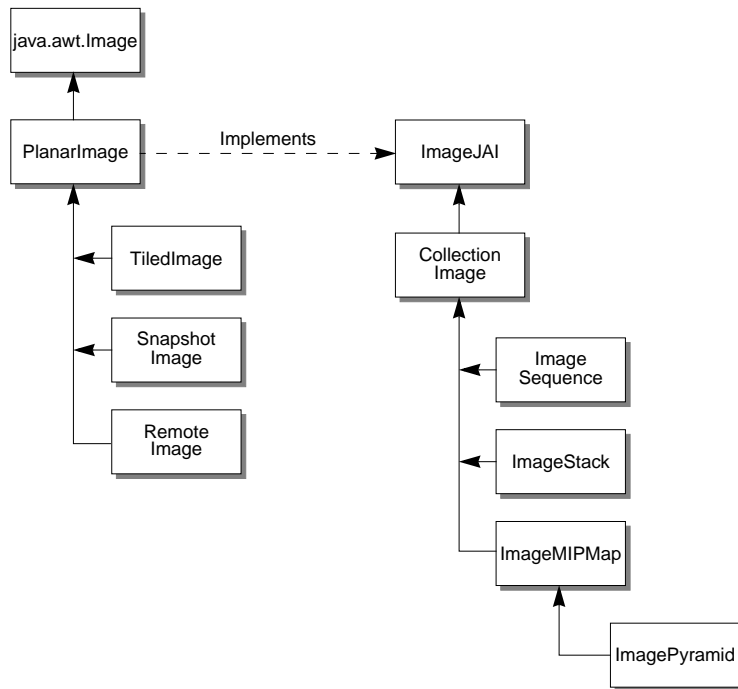 java.awt.Image
PlanarImage
Implements
ImageJAI
TiledImage
Collection
Image
Snapshot
Image
Image
Sequence
Remote
Image
ImageStack
ImageMIPMap
ImagePyramid